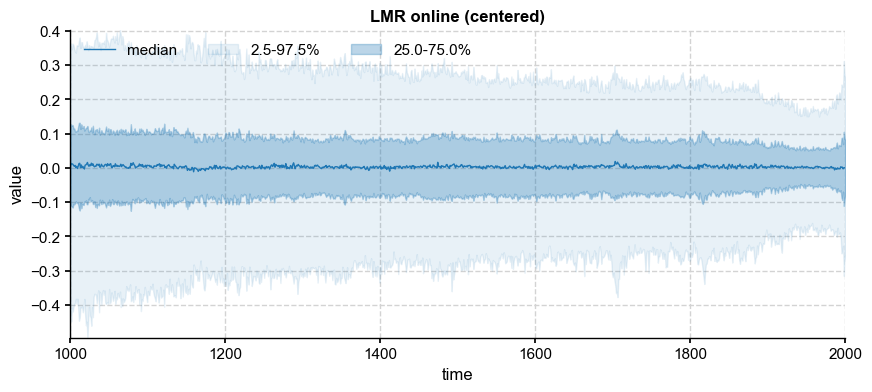 LMR online (centered)
median 2.5-97.5% 25.0-75.0%
0.4
0.3
0.2
0.1
0.0
−0.1
−0.2
−0.3
−0.4
value
1000 1200 1400 1600 1800 2000
time